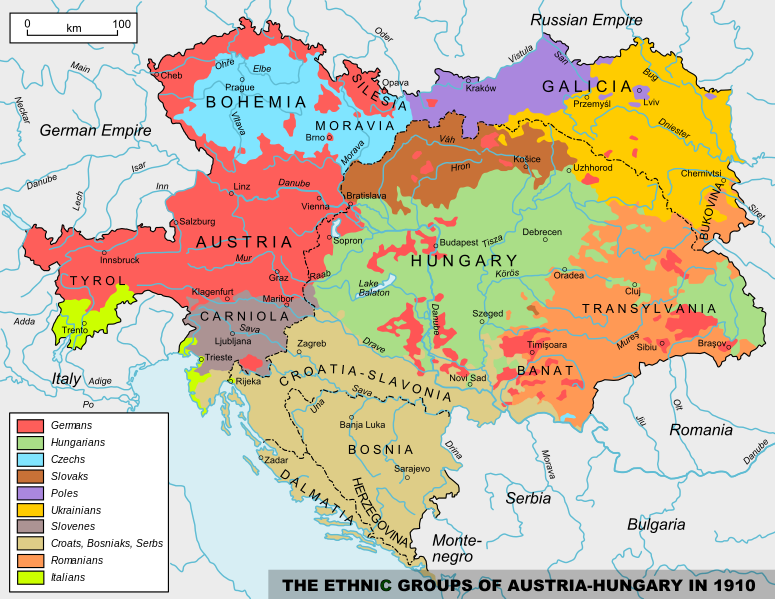 0 100
km
Russian Empire
Oder
Vistula
San
Main
Cheb
Ohře
Elbe
Prague
Opava
SILESIA
Kraków
GALICIA
Bug
Przemyśl
Lviv
Neckar
BOHEMIA
Vltava
MORAVIA
Brno
Morava
German Empire
Dniester
Váh
Hron
Košice
Uzhhorod
Chernivtsi
BUKOVINA
Siret
Danube
Isar
Lech
Inn
Linz
Danube
Vienna
Bratislava
Salzburg
AUSTRIA
Sopron
Budapest
Tisza
Debrecen
Innsbruck
Mur
HUNGARY
TYROL
Graz
Raab
Körös
Oradea
Klagenfurt
Lake
Balaton
Cluj
Maribor
CARNIOLA
Danube
Szeged
TRANSYLVANIA
Adda
Trento
Sava
Ljubljana
Drave
Mureș
Timișoara
Sibiu
Brașov
Trieste
Zagreb
BANAT
Italy
Adige
Rijeka
CROATIA-SLAVONIA
Novi Sad
Po
Sava
Una
Jiu
Olt
Banja Luka
Romania
BOSNIA
Drina
Morava
Danube
Zadar
Sarajevo
DALMATIA
HERZEGOVINA
Serbia
Bulgaria
Monte-
negro
Germans
Hungarians
Czechs
Slovaks
Poles
Ukrainians
Slovenes
Croats, Bosniaks, Serbs
Romanians
Italians
THE ETHNIC GROUPS OF AUSTRIA-HUNGARY IN 1910